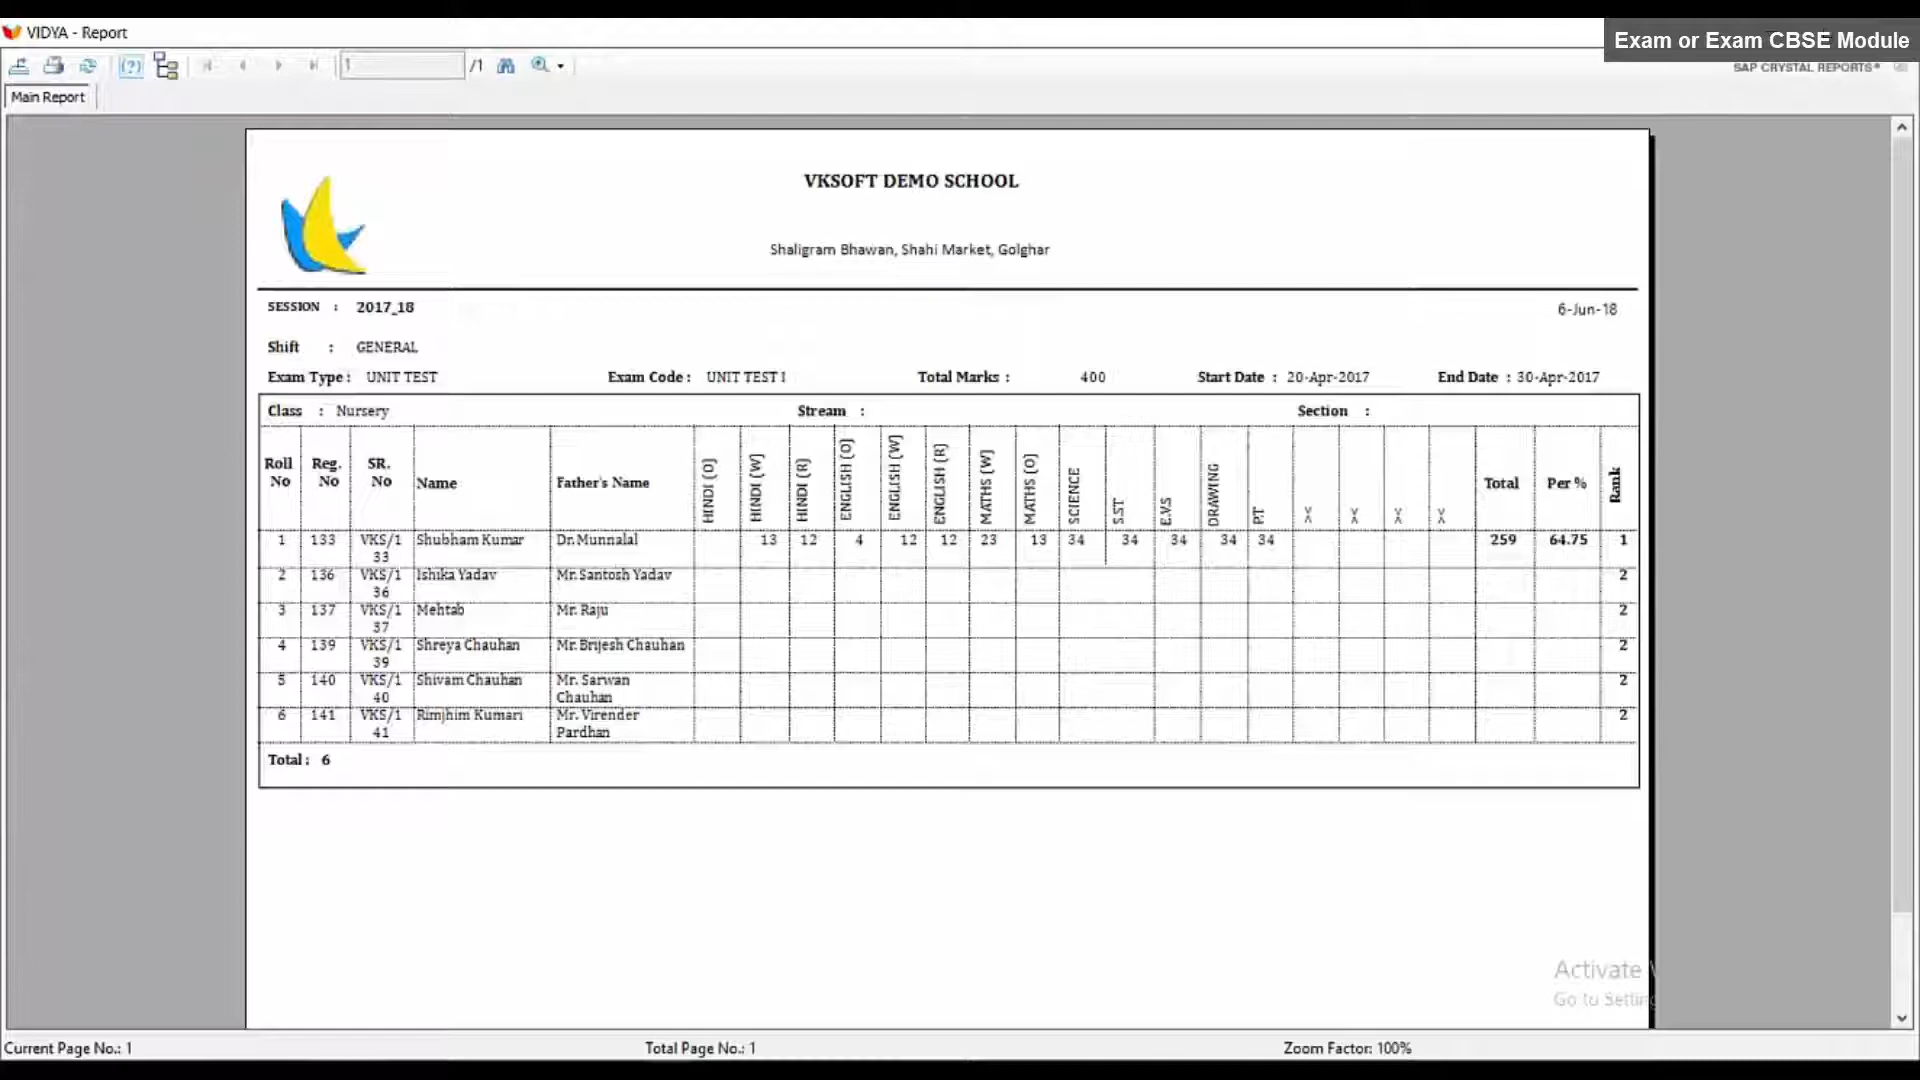 VIDYA - Report
Exam or Exam CBSE Module
1 /1
SAP CRYSTAL REPORTS®
Main Report
VKSOFT DEMO SCHOOL
Shaligram Bhawan, Shahi Market, Golghar
SESSION : 2017_18 6-Jun-18
Shift : GENERAL
Exam Type : UNIT TEST Exam Code : UNIT TEST I Total Marks : 400 Start Date : 20-Apr-2017 End Date : 30-Apr-2017
Class : Nursery Stream : Section :
Roll No Reg. No SR. No Name Father's Name HINDI (O) HINDI (W) HINDI (R) ENGLISH (O) ENGLISH (W) ENGLISH (R) MATHS (W) MATHS (O) SCIENCE S.ST E.V.S DRAWING P.T Total Per % Rank
1 133 VKS/133 Shubham Kumar Dr. Munnalal 13 12 4 12 12 23 13 34 34 34 34 34 259 64.75 1
2 136 VKS/136 Ishika Yadav Mr. Santosh Yadav 2
3 137 VKS/137 Mehtab Mr. Raju 2
4 139 VKS/139 Shreya Chauhan Mr. Brijesh Chauhan 2
5 140 VKS/140 Shivam Chauhan Mr. Sarwan Chauhan 2
6 141 VKS/141 Rimjhim Kumari Mr. Virender Pardhan 2
Total : 6
Activate
Go to Settin
Current Page No.: 1 Total Page No.: 1 Zoom Factor: 100%